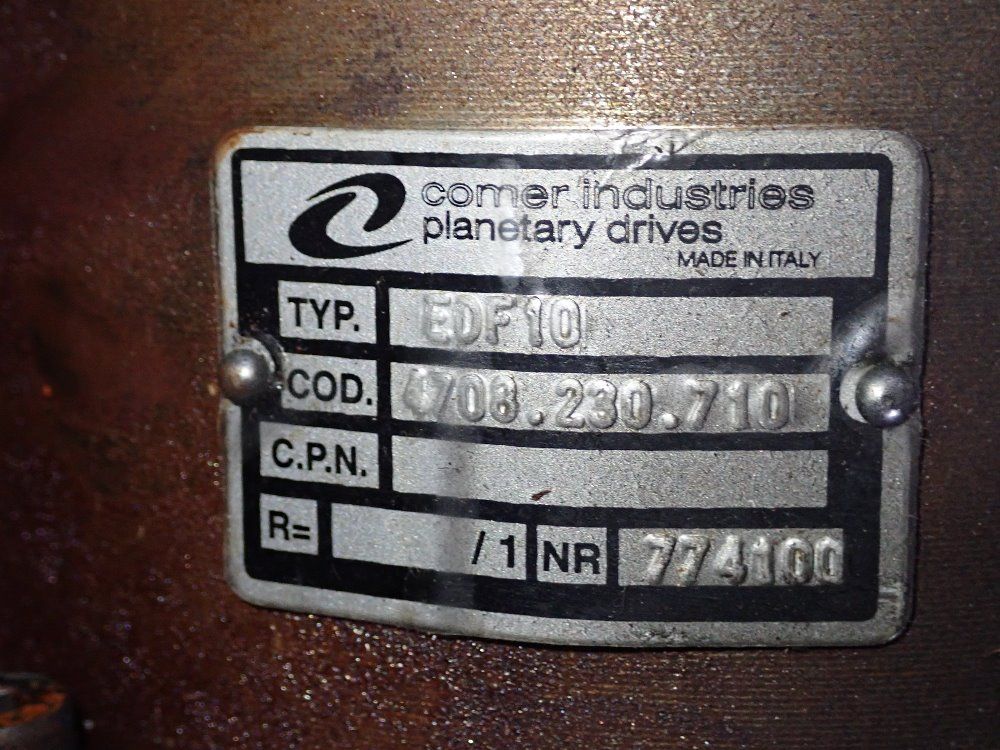 comer industries
planetary drives
MADE IN ITALY
TYP. EDF10
COD. 4708.230.710
C.P.N.
R= /1 NR 774100